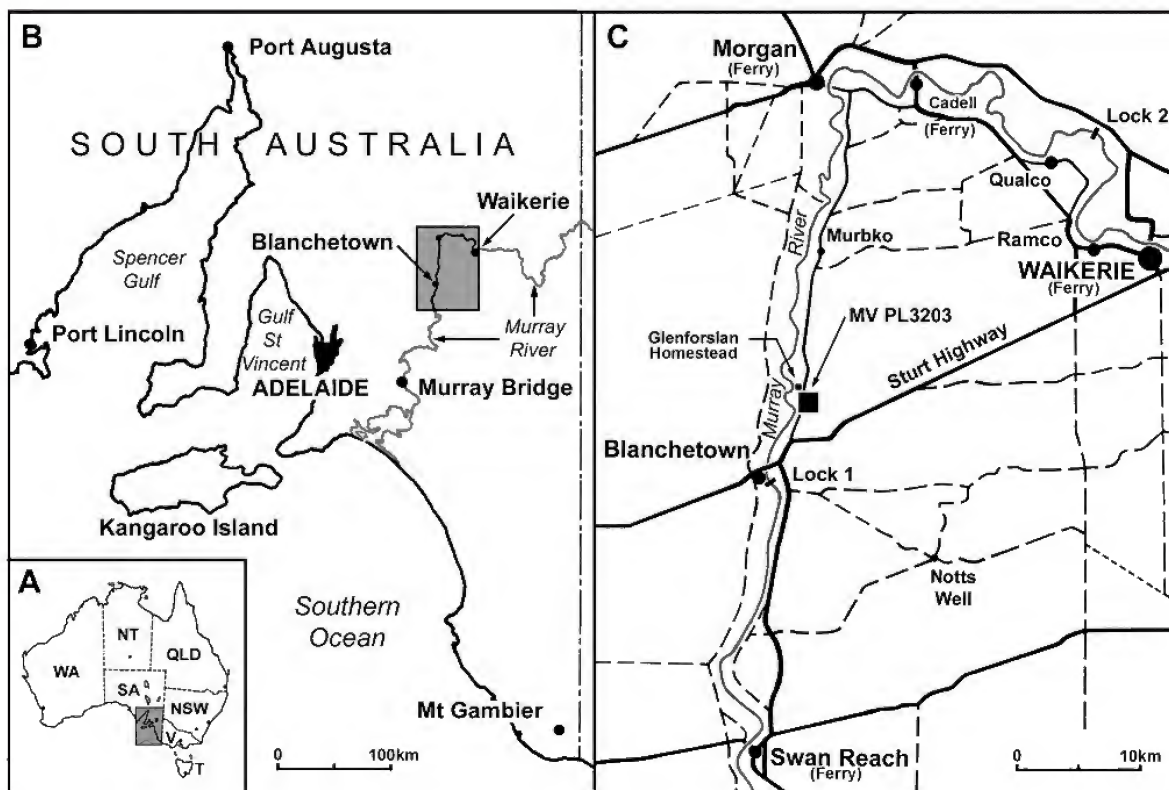 B
Port Augusta
SOUTH AUSTRALIA
Waikerie
Blanchetown
Spencer
Gulf
Port Lincoln
Gulf
St
Vincent
ADELAIDE
Murray
River
Murray Bridge
Kangaroo Island
Southern
Ocean
Mt Gambier
0 100km
A
WA
NT
QLD
SA
NSW
V
T
C
Morgan
(Ferry)
Cadell
(Ferry)
Lock 2
Qualco
River
Murbko
Ramco
WAIKERIE
(Ferry)
Glenforslan
Homestead
MV PL3203
Murray
Sturt Highway
Blanchetown
Lock 1
Notts
Well
Swan Reach
(Ferry)
0 10km